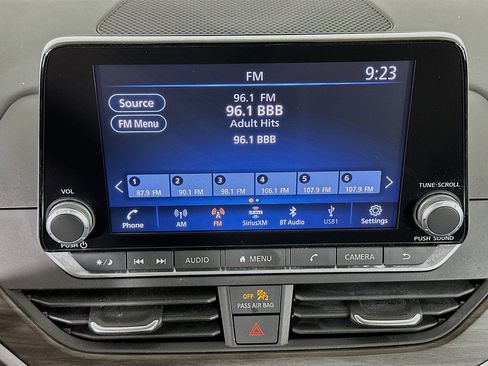 FM
9:23
Source
96.1 FM
96.1 BBB
FM Menu
Adult Hits
96.1 BBB
1 2 3 4 5 6
87.9 FM 90.1 FM 98.1 FM 106.1 FM 107.9 FM 107.9 FM
VOL
TUNE·SCROLL
Phone AM FM SiriusXM BT Audio USB1 Settings
PUSH
PUSH SOUND
AUDIO MENU CAMERA
OFF
PASS AIR BAG